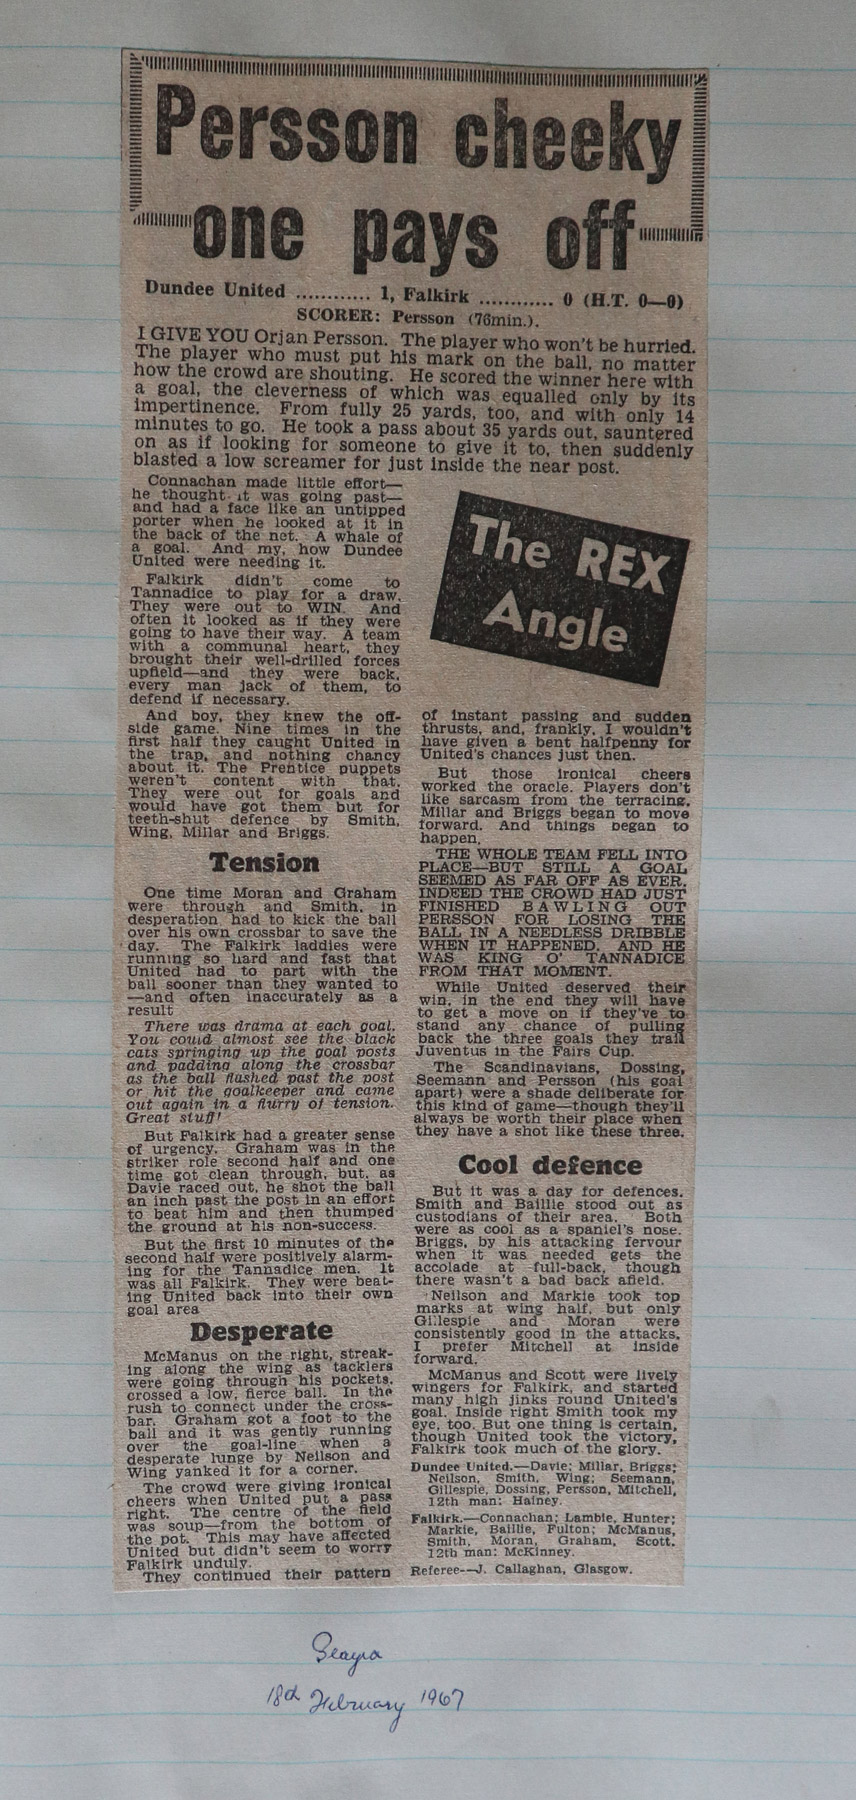 Persson cheeky
one pays off
Dundee United ............ 1, Falkirk ............ 0 (H.T. 0—0)
SCORER: Persson (76min.).
I GIVE YOU Orjan Persson. The player who won't be hurried.
The player who must put his mark on the ball, no matter
how the crowd are shouting. He scored the winner here with
a goal, the cleverness of which was equalled only by its
impertinence. From fully 25 yards, too, and with only 14
minutes to go. He took a pass about 35 yards out, sauntered
on as if looking for someone to give it to, then suddenly
blasted a low screamer for just inside the near post.
Connachan made little effort—
he thought it was going past—
and had a face like an untipped
porter when he looked at it in
the back of the net. A whale of
a goal. And my, how Dundee
United were needing it.
Falkirk didn't come to
Tannadice to play for a draw.
They were out to WIN. And
often it looked as if they were
going to have their way. A team
with a communal heart, they
brought their well-drilled forces
upfield—and they were back,
every man jack of them, to
defend if necessary.
And boy, they knew the off-
side game. Nine times in the
first half they caught United in
the trap, and nothing chancy
about it. The Prentice puppets
weren't content with that.
They were out for goals and
would have got them but for
teeth-shut defence by Smith,
Wing, Millar and Briggs.
Tension
One time Moran and Graham
were through and Smith, in
desperation, had to kick the ball
over his own crossbar to save the
day. The Falkirk laddies were
running so hard and fast that
United had to part with the
ball sooner than they wanted to
—and often inaccurately as a
result
There was drama at each goal.
You could almost see the black
cats springing up the goal posts
and padding along the crossbar
as the ball flashed past the post
or hit the goalkeeper and came
out again in a flurry of tension.
Great stuff!
But Falkirk had a greater sense
of urgency. Graham was in the
striker role second half and one
time got clean through, but, as
Davie raced out, he shot the ball
an inch past the post in an effort
to beat him and then thumped
the ground at his non-success.
But the first 10 minutes of the
second half were positively alarm-
ing for the Tannadice men. It
was all Falkirk. They were beat-
ing United back into their own
goal area
Desperate
McManus on the right, streak-
ing along the wing as tacklers
were going through his pockets,
crossed a low, fierce ball. In the
rush to connect under the cross-
bar. Graham got a foot to the
ball and it was gently running
over the goal-line when a
desperate lunge by Neilson and
Wing yanked it for a corner.
The crowd were giving ironical
cheers when United put a pass
right. The centre of the field
was soup—from the bottom of
the pot. This may have affected
United but didn't seem to worry
Falkirk unduly.
They continued their pattern
The REX
Angle
of instant passing and sudden
thrusts, and, frankly, I wouldn't
have given a bent halfpenny for
United's chances just then.
But those ironical cheers
worked the oracle. Players don't
like sarcasm from the terracing.
Millar and Briggs began to move
forward. And things began to
happen.
THE WHOLE TEAM FELL INTO
PLACE—BUT STILL A GOAL
SEEMED AS FAR OFF AS EVER.
INDEED THE CROWD HAD JUST
FINISHED BAWLING OUT
PERSSON FOR LOSING THE
BALL IN A NEEDLESS DRIBBLE
WHEN IT HAPPENED. AND HE
WAS KING O' TANNADICE
FROM THAT MOMENT.
While United deserved their
win, in the end they will have
to get a move on if they've to
stand any chance of pulling
back the three goals they trail
Juventus in the Fairs Cup.
The Scandinavians, Dossing,
Seemann and Persson (his goal
apart) were a shade deliberate for
this kind of game—though they'll
always be worth their place when
they have a shot like these three.
Cool defence
But it was a day for defences.
Smith and Baillie stood out as
custodians of their area. Both
were as cool as a spaniel's nose.
Briggs, by his attacking fervour
when it was needed gets the
accolade at full-back, though
there wasn't a bad back afield.
Neilson and Markie took top
marks at wing half, but only
Gillespie and Moran were
consistently good in the attacks.
I prefer Mitchell at inside
forward.
McManus and Scott were lively
wingers for Falkirk, and started
many high jinks round United's
goal. Inside right Smith took my
eye, too. But one thing is certain,
though United took the victory,
Falkirk took much of the glory.
Dundee United.—Davie; Millar, Briggs;
Neilson, Smith, Wing; Seemann,
Gillespie, Dossing, Persson, Mitchell,
12th man: Hainey.
Falkirk.—Connachan; Lambie, Hunter;
Markie, Baillie, Fulton; McManus,
Smith, Moran, Graham, Scott.
12th man: McKinney.
Referee—J. Callaghan, Glasgow.
18th February 1967